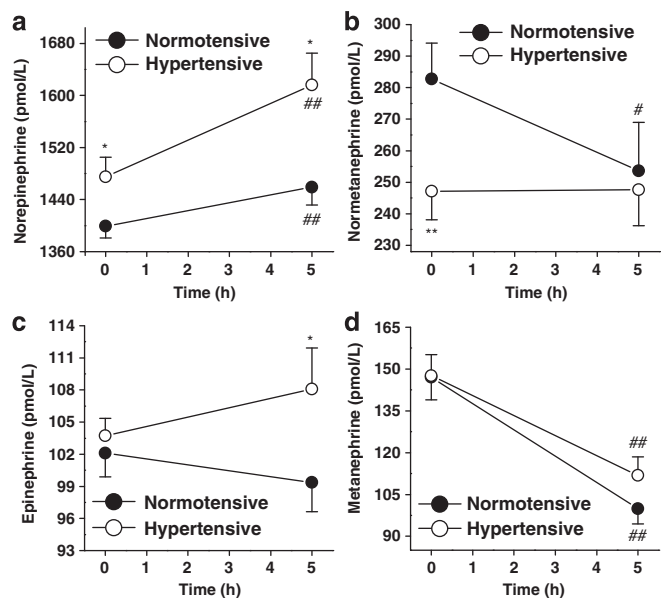 a
Norepinephrine (pmol/L)
1680
1600
1520
1440
1360
Normotensive
Hypertensive
*
*
##
##
0 1 2 3 4 5
Time (h)
b
Normetanephrine (pmol/L)
300
290
280
270
260
250
240
230
Normotensive
Hypertensive
#
**
0 1 2 3 4 5
Time (h)
c
Epinephrine (pmol/L)
114
111
108
105
102
99
96
93
*
Normotensive
Hypertensive
0 1 2 3 4 5
Time (h)
d
Metanephrine (pmol/L)
165
150
135
120
105
90
##
##
Normotensive
Hypertensive
0 1 2 3 4 5
Time (h)